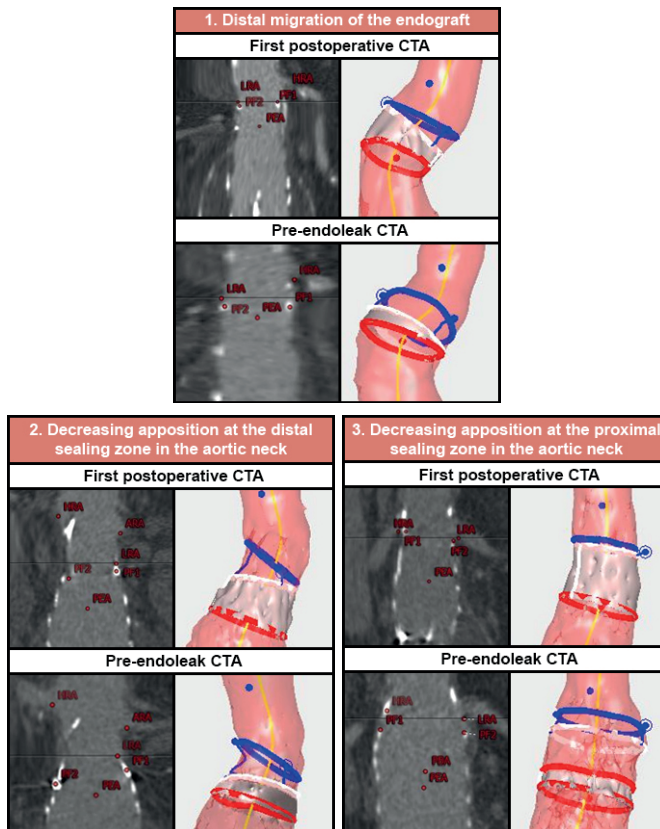 1. Distal migration of the endograft
First postoperative CTA
HRA
LRA
PF2
PF1
PEA
Pre-endoleak CTA
HRA
LRA
PF2
PF1
PEA
2. Decreasing apposition at the distal
sealing zone in the aortic neck
First postoperative CTA
HRA
ARA
LRA
PF2
PF1
PEA
Pre-endoleak CTA
HRA
ARA
LRA
PF2
PEA
3. Decreasing apposition at the proximal
sealing zone in the aortic neck
First postoperative CTA
HRA
LRA
PF1
PF2
PEA
Pre-endoleak CTA
HRA
PF1
LRA
PF2
PEA
PEA